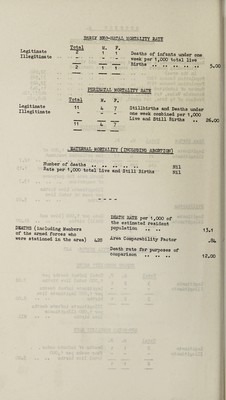 EARLY NEO-NATAL MORTALITY RATE
Total M. F.
Legitimate 2 1 1 Deaths of infants under one
Illegitimate - - - week per 1,000 total live
2 1 1 Births .. .. .. .. .. 5.00
PERINATAL MORTALITY RATE
Total M. F.
Legitimate 11 4 7 Stillbirths and Deaths under
Illegitimate - - - one week combined per 1,000
11 4 7 Live and Still Births .. 26.00
MATERNAL MORTALITY (INCLUDING ABORTION)
Number of deaths .. .. .. .. .. Nil
Rate per 1,000 total live and Still Births Nil
- - - -
DEATH RATE per 1,000 of
the estimated resident
DEATHS (including Members population .. .. 13.1
of the armed forces who
were stationed in the area) 420 Area Comparability Factor .94
Death rate for purposes of
comparison .. .. .. .. 12.00